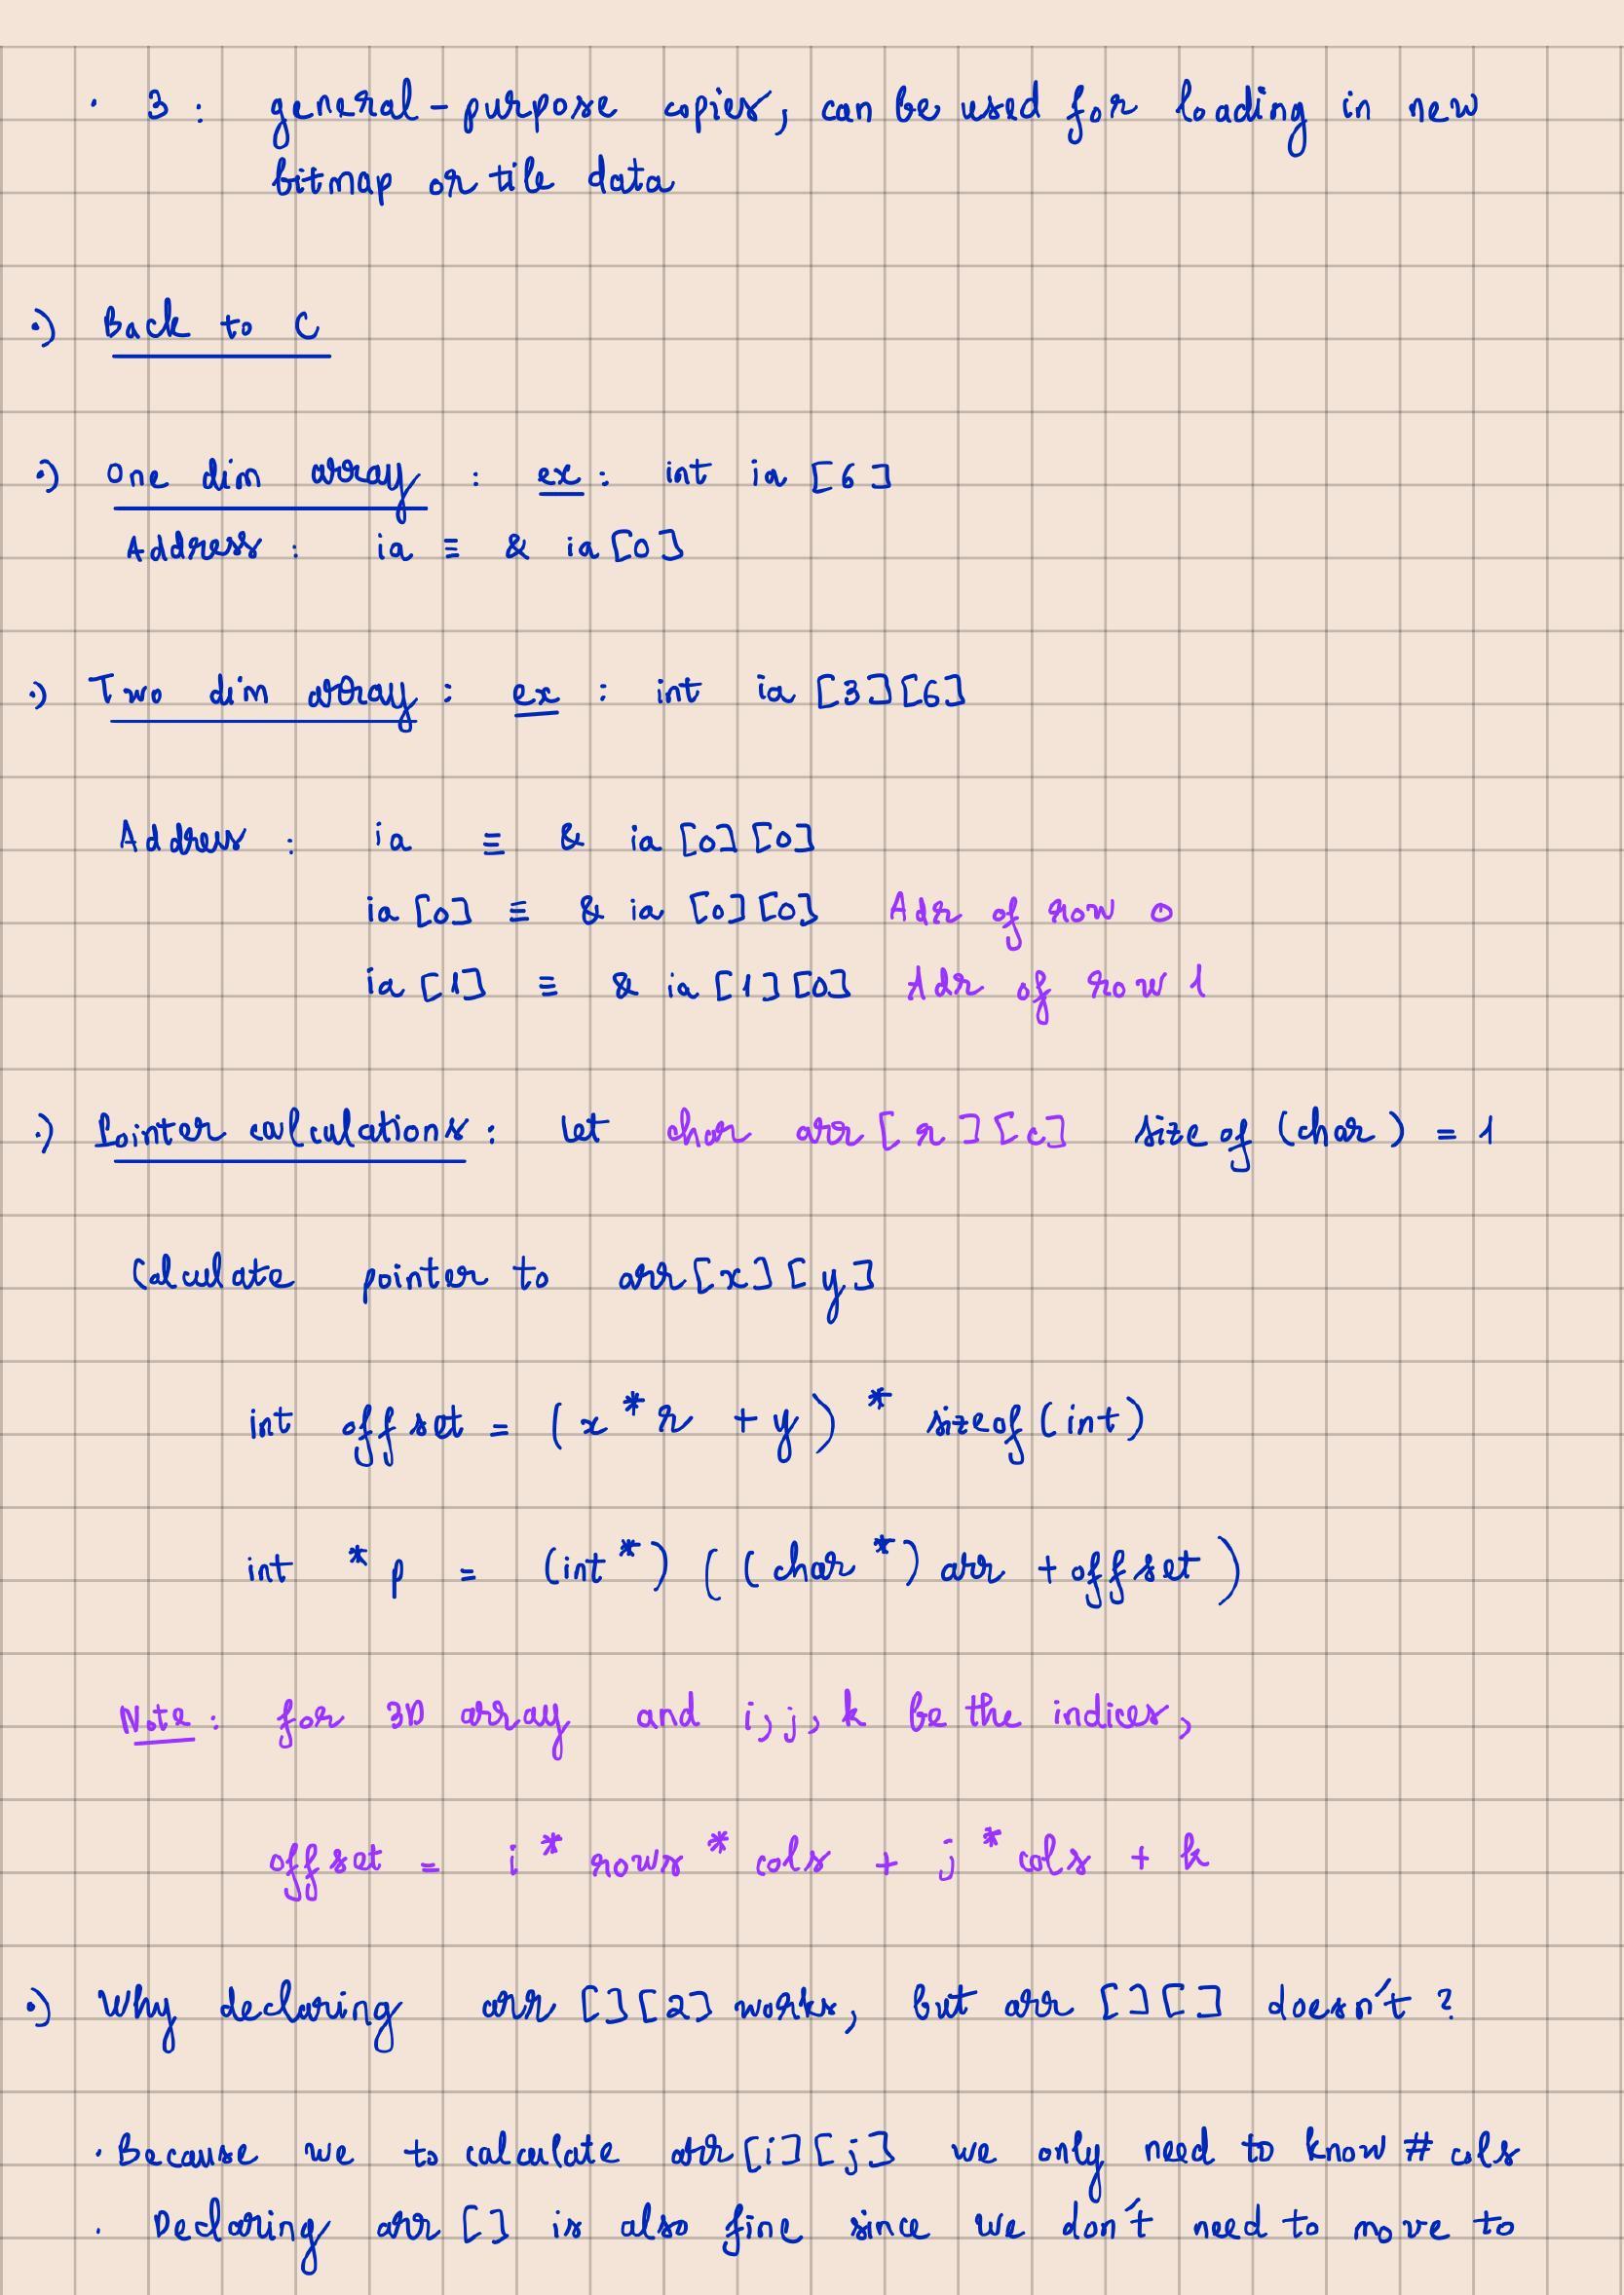 · 3 : general-purpose copies, can be used for loading in new
bitmap or tile data
·) Back to C
·) One dim array : ex : int ia [6]
Address : ia ≡ & ia[0]
·) Two dim array : ex : int ia [3][6]
Address : ia ≡ & ia [0][0]
ia [0] ≡ & ia [0][0] Adr of row 0
ia [1] ≡ & ia [1][0] Adr of row 1
·) Pointer calculations : Let char arr[r][c] sizeof(char) = 1
Calculate pointer to arr[x][y]
int offset = (x * r + y) * sizeof(int)
int * p = (int *) ((char *) arr + offset)
Note : for 3D array and i, j, k be the indices,
offset = i * rows * cols + j * cols + k
·) Why declaring arr [][2] works, but arr [][] doesn't ?
· Because we to calculate arr[i][j] we only need to know # cols
· Declaring arr [] is also fine since we don't need to move to